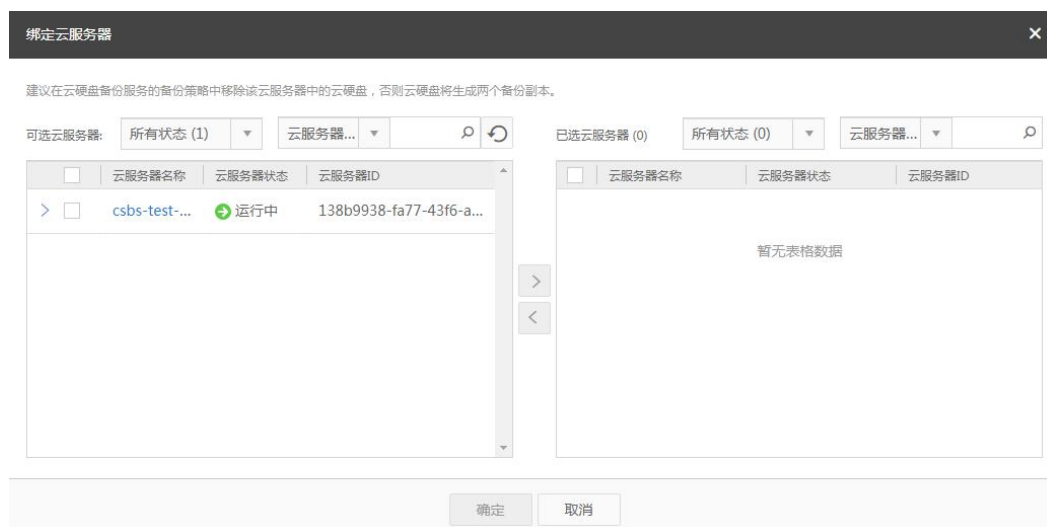 绑定云服务器
建议在云硬盘备份服务的备份策略中移除该云服务器中的云硬盘，否则云硬盘将生成两个备份副本。
可选云服务器: 所有状态 (1) 云服务器...
云服务器名称 云服务器状态 云服务器ID
csbs-test-... 运行中 138b9938-fa77-43f6-a...
已选云服务器 (0) 所有状态 (0) 云服务器...
云服务器名称 云服务器状态 云服务器ID
暂无表格数据
确定 取消